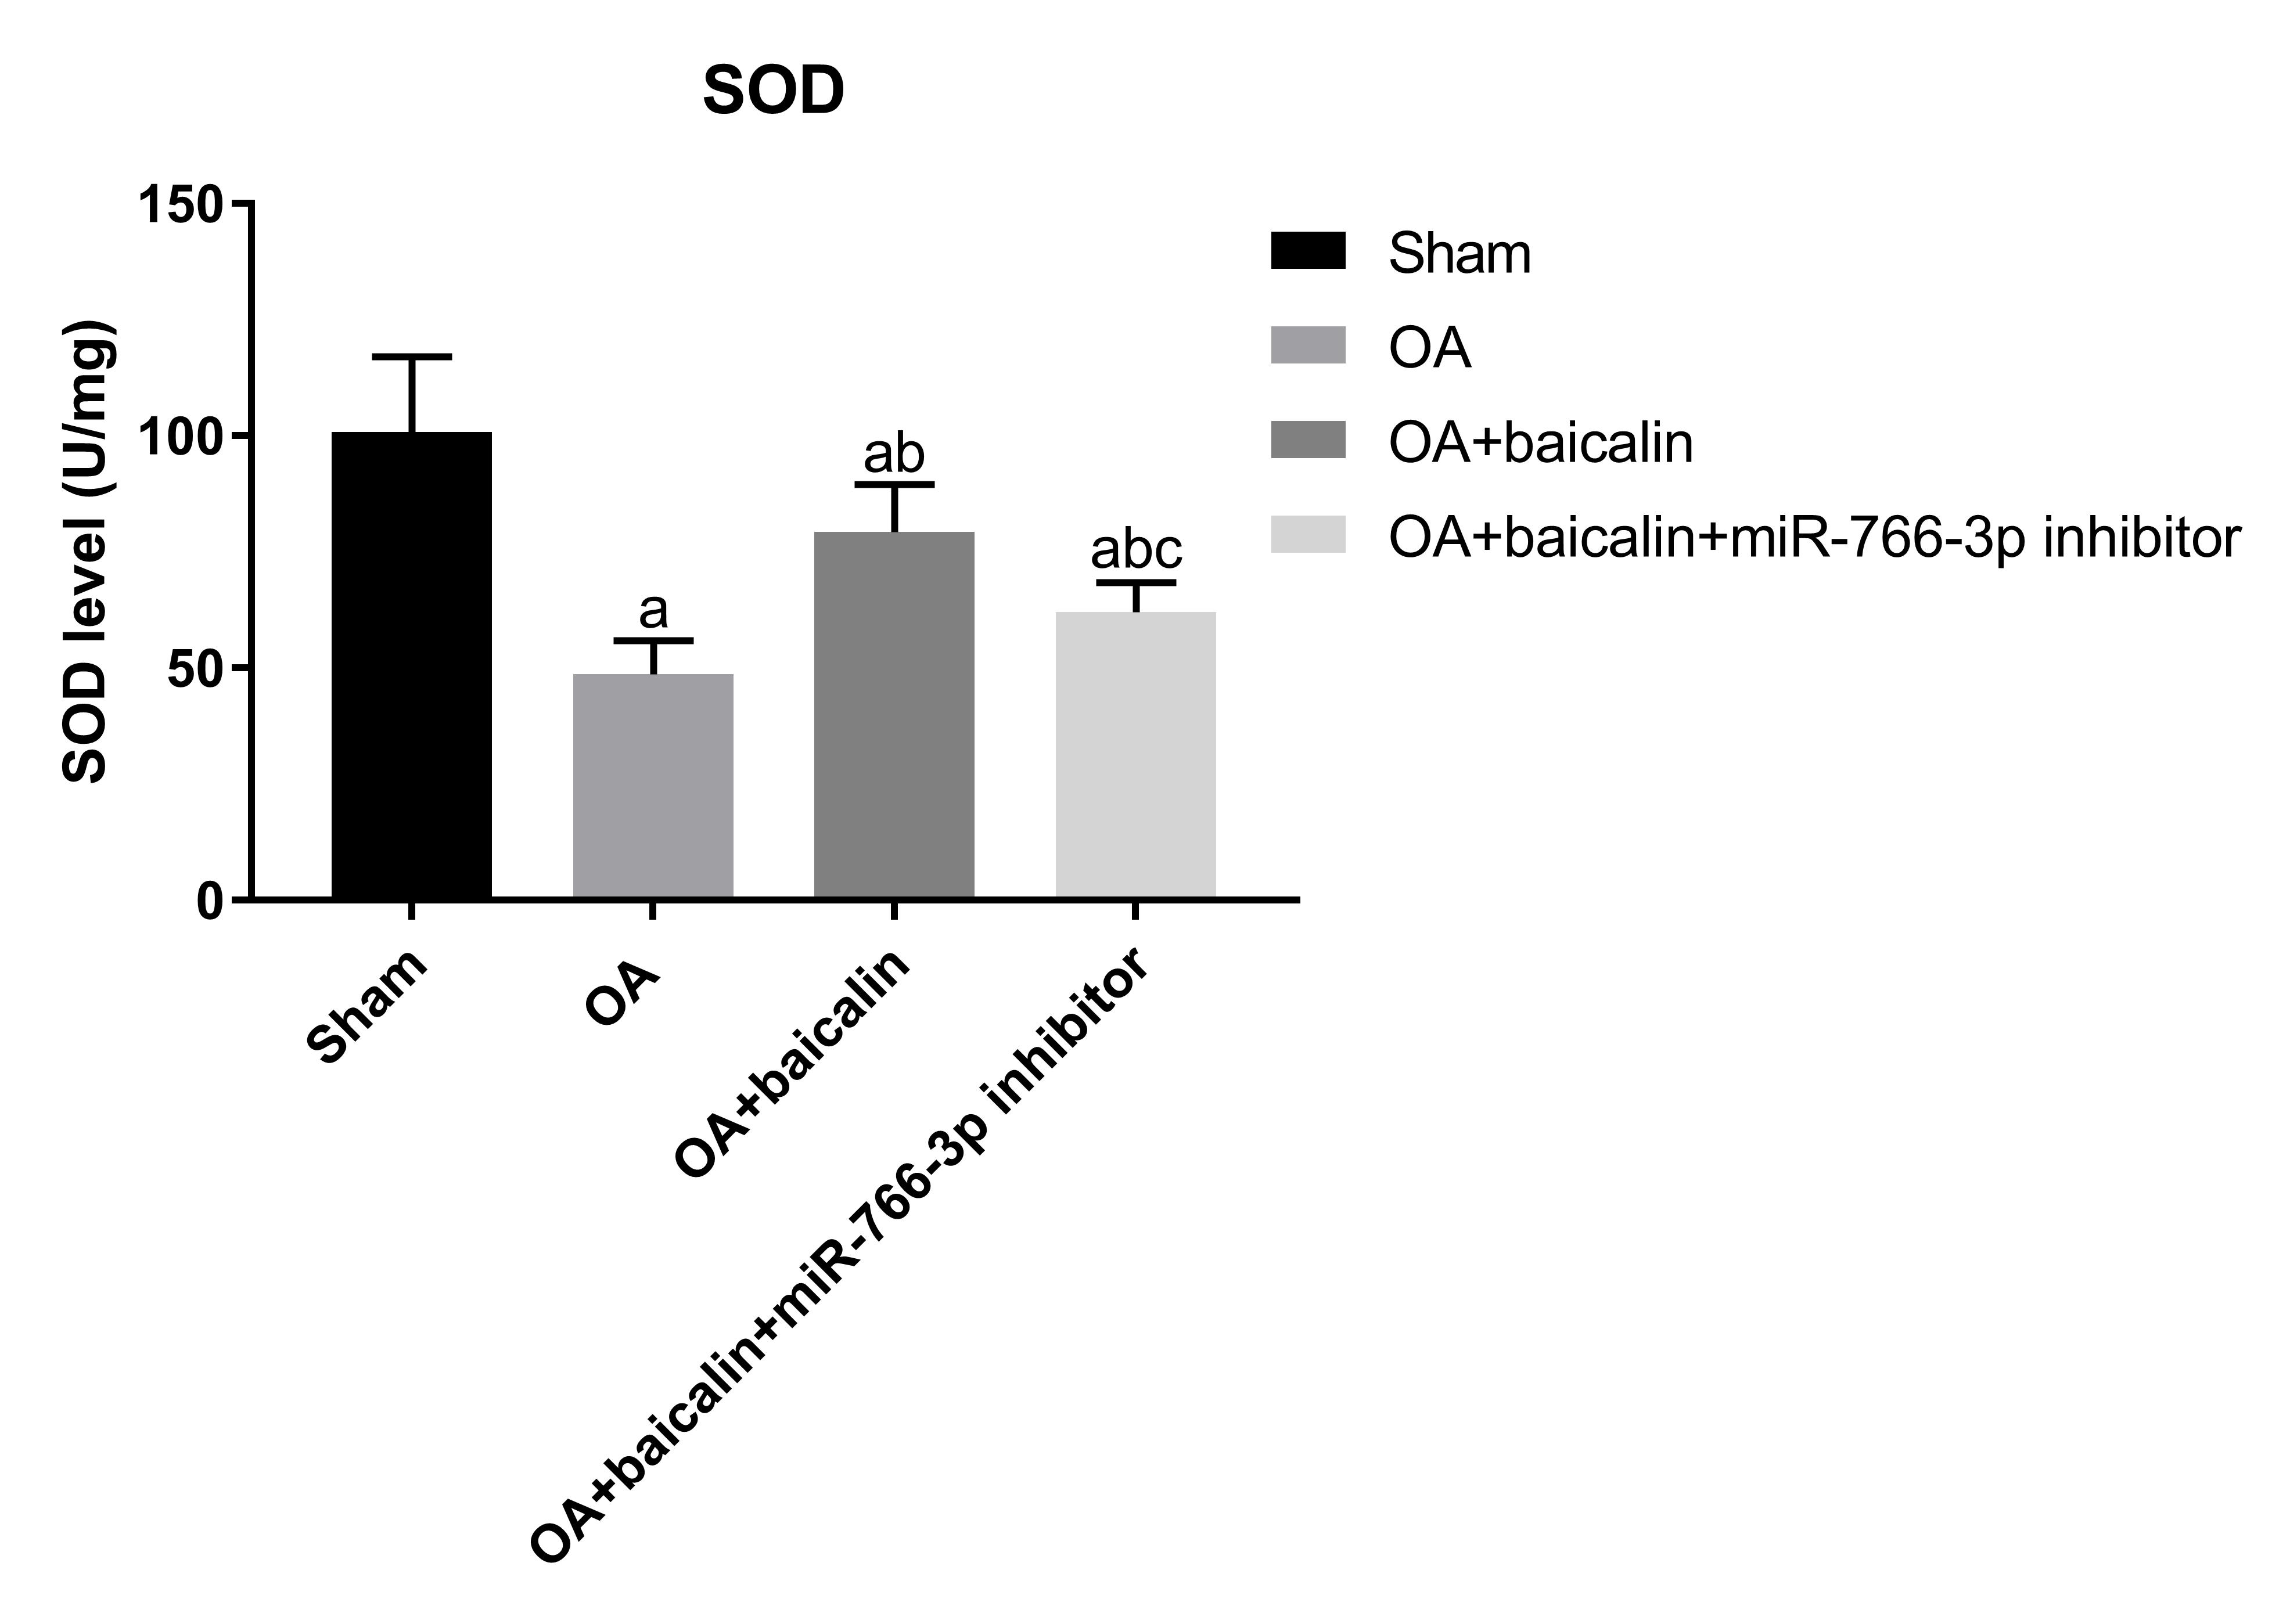 SOD
SOD level (U/mg)
150
100
50
0
a
ab
abc
Sham
OA
OA+baicalin
OA+baicalin+miR-766-3p inhibitor
Sham
OA
OA+baicalin
OA+baicalin+miR-766-3p inhibitor